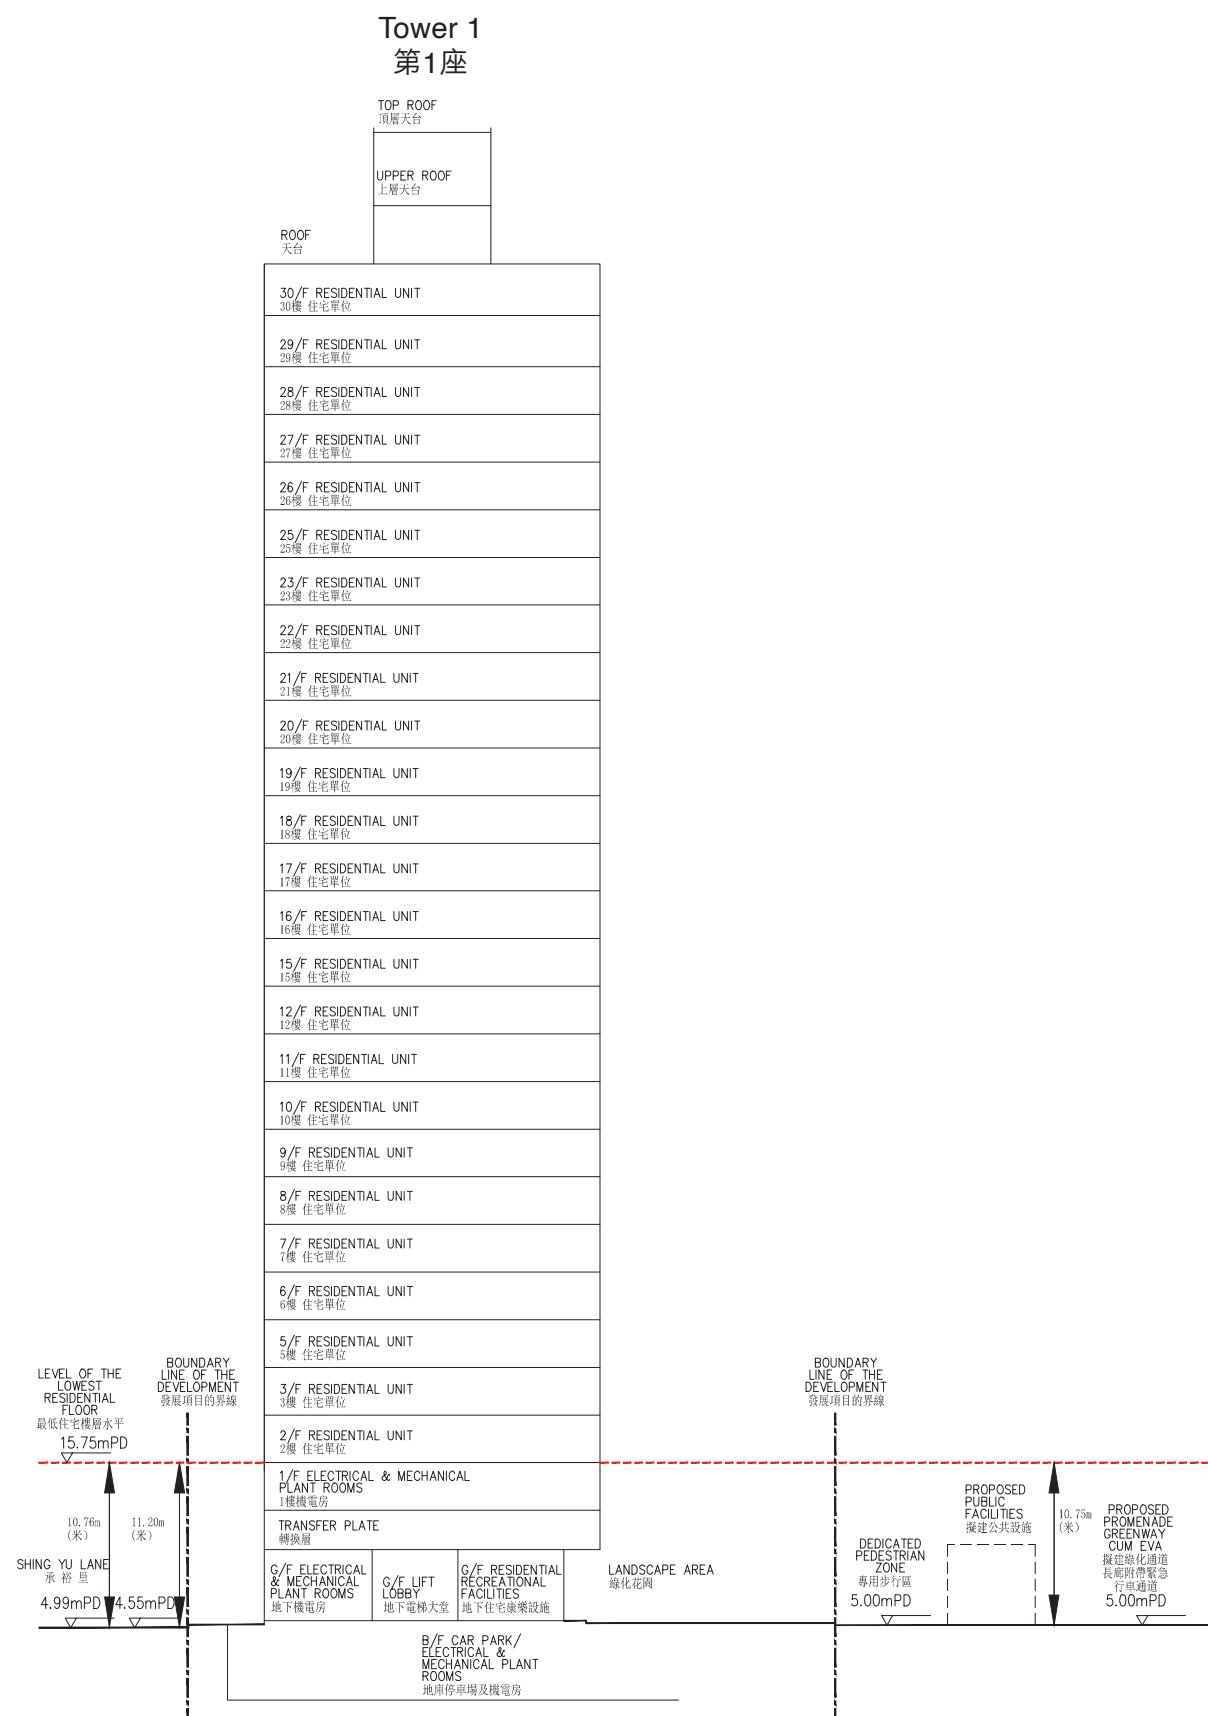 Tower 1
第1座
TOP ROOF
頂層天台
UPPER ROOF
上層天台
ROOF
天台
30/F RESIDENTIAL UNIT
30樓 住宅單位
29/F RESIDENTIAL UNIT
29樓 住宅單位
28/F RESIDENTIAL UNIT
28樓 住宅單位
27/F RESIDENTIAL UNIT
27樓 住宅單位
26/F RESIDENTIAL UNIT
26樓 住宅單位
25/F RESIDENTIAL UNIT
25樓 住宅單位
23/F RESIDENTIAL UNIT
23樓 住宅單位
22/F RESIDENTIAL UNIT
22樓 住宅單位
21/F RESIDENTIAL UNIT
21樓 住宅單位
20/F RESIDENTIAL UNIT
20樓 住宅單位
19/F RESIDENTIAL UNIT
19樓 住宅單位
18/F RESIDENTIAL UNIT
18樓 住宅單位
17/F RESIDENTIAL UNIT
17樓 住宅單位
16/F RESIDENTIAL UNIT
16樓 住宅單位
15/F RESIDENTIAL UNIT
15樓 住宅單位
12/F RESIDENTIAL UNIT
12樓 住宅單位
11/F RESIDENTIAL UNIT
11樓 住宅單位
10/F RESIDENTIAL UNIT
10樓 住宅單位
9/F RESIDENTIAL UNIT
9樓 住宅單位
8/F RESIDENTIAL UNIT
8樓 住宅單位
7/F RESIDENTIAL UNIT
7樓 住宅單位
6/F RESIDENTIAL UNIT
6樓 住宅單位
5/F RESIDENTIAL UNIT
5樓 住宅單位
3/F RESIDENTIAL UNIT
3樓 住宅單位
2/F RESIDENTIAL UNIT
2樓 住宅單位
1/F ELECTRICAL & MECHANICAL
PLANT ROOMS
1樓機電房
TRANSFER PLATE
轉換層
LEVEL OF THE
LOWEST
RESIDENTIAL
FLOOR
最低住宅樓層水平
15.75mPD
BOUNDARY
LINE OF THE
DEVELOPMENT
發展項目的界線
BOUNDARY
LINE OF THE
DEVELOPMENT
發展項目的界線
10.76m
(米)
11.20m
(米)
SHING YU LANE
承裕里
4.99mPD
4.55mPD
G/F ELECTRICAL
& MECHANICAL
PLANT ROOMS
地下機電房
G/F LIFT
LOBBY
地下電梯大堂
G/F RESIDENTIAL
RECREATIONAL
FACILITIES
地下住宅康樂設施
LANDSCAPE AREA
綠化花園
B/F CAR PARK/
ELECTRICAL &
MECHANICAL PLANT
ROOMS
地庫停車場及機電房
DEDICATED
PEDESTRIAN
ZONE
專用步行區
5.00mPD
PROPOSED
PUBLIC
FACILITIES
擬建公共設施
10.75m
(米)
PROPOSED
PROMENADE
GREENWAY
CUM EVA
擬建綠化通道
長廊附帶緊急
行車通道
5.00mPD